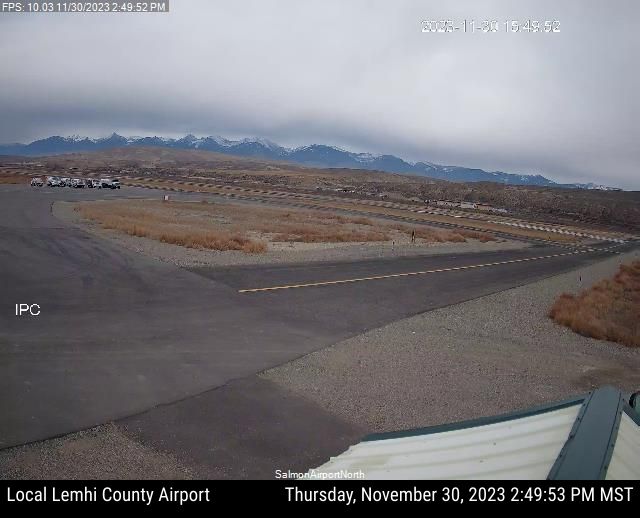 FPS: 10.03 11/30/2023 2:49:52 PM
2023-11-30 15:49:52
IPC
SalmonAirportNorth
Local Lemhi County Airport
Thursday, November 30, 2023 2:49:53 PM MST